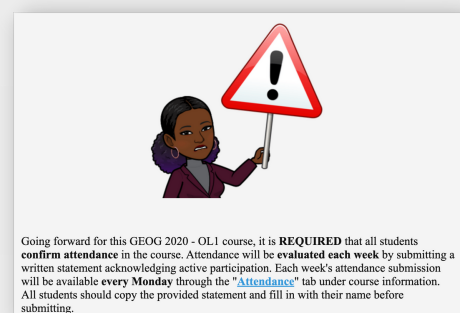 Going forward for this GEOG 2020 - OL1 course, it is REQUIRED that all students
confirm attendance in the course. Attendance will be evaluated each week by submitting a
written statement acknowledging active participation. Each week's attendance submission
will be available every Monday through the "Attendance" tab under course information.
All students should copy the provided statement and fill in with their name before
submitting.